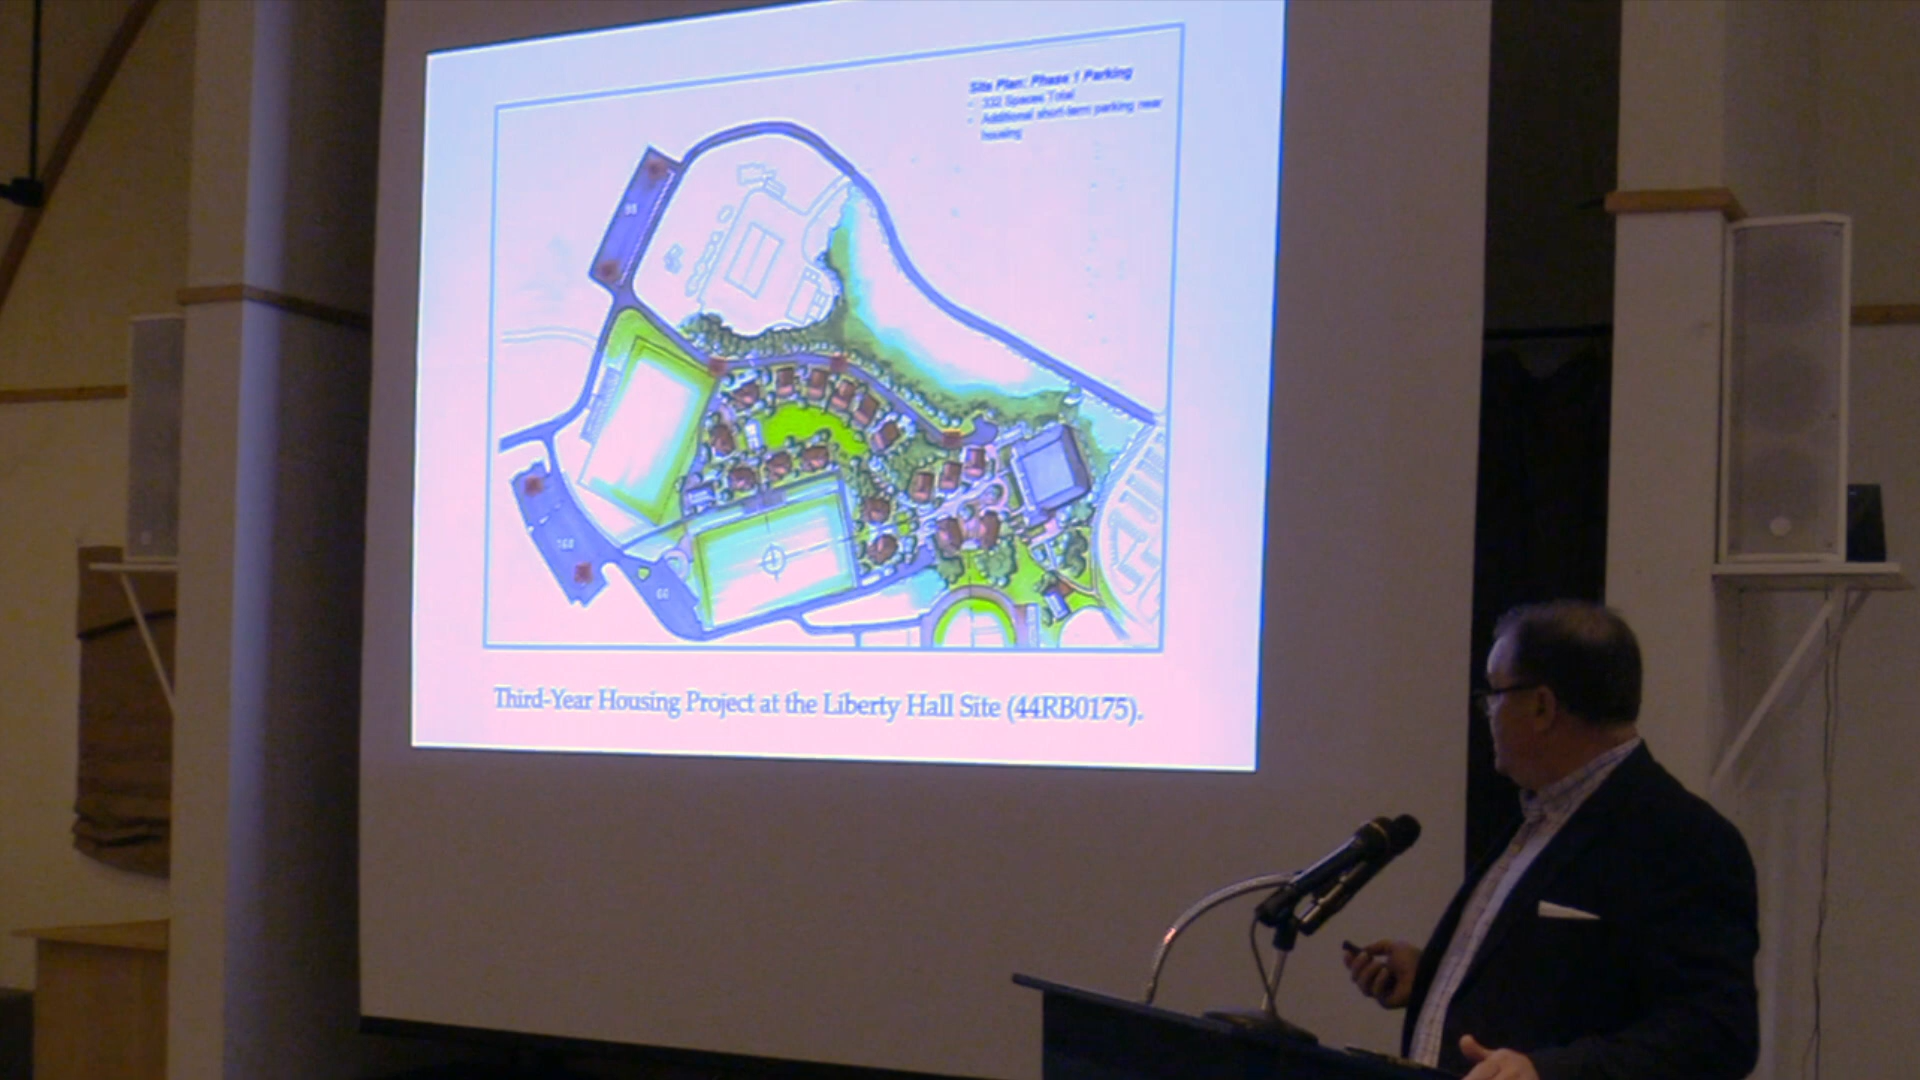 Site Plan: Phase 1 Parking
• 332 Spaces Total
• Additional short-term parking near
housing
98
168
66
Third-Year Housing Project at the Liberty Hall Site (44RB0175).